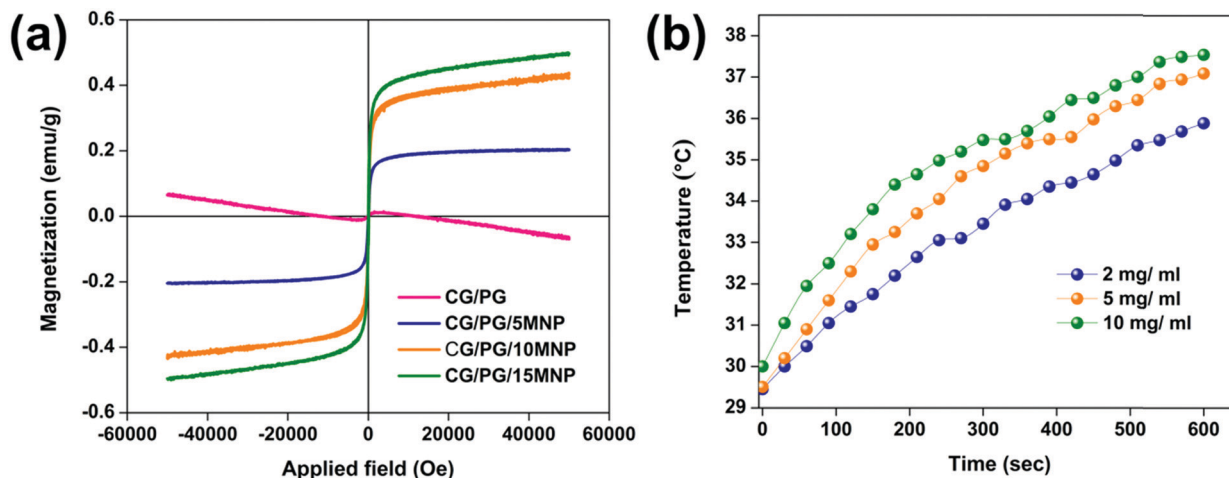 (a)
Magnetization (emu/g)
0.6
0.4
0.2
0.0
-0.2
-0.4
-0.6
-60000 -40000 -20000 0 20000 40000 60000
Applied field (Oe)
CG/PG
CG/PG/5MNP
CG/PG/10MNP
CG/PG/15MNP
(b)
Temperature (°C)
38
37
36
35
34
33
32
31
30
29
0 100 200 300 400 500 600
Time (sec)
2 mg/ ml
5 mg/ ml
10 mg/ ml